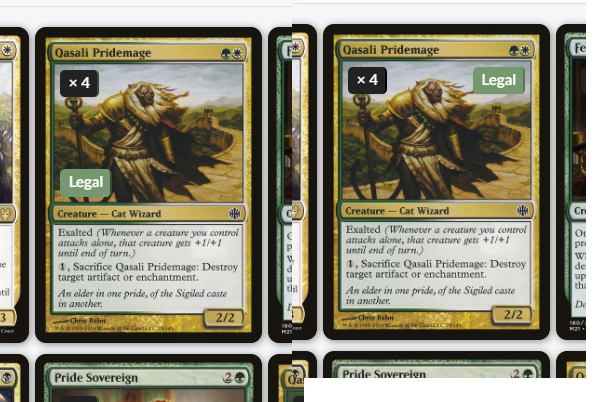 Qasali Pridemage
× 4
Legal
Creature — Cat Wizard
Exalted (Whenever a creature you control
attacks alone, that creature gets +1/+1
until end of turn.)
1, Sacrifice Qasali Pridemage: Destroy
target artifact or enchantment.
An elder in one pride, of the Sigiled caste
in another.
2/2
Chris Rahn
Pride Sovereign
2
Qasali Pridemage
× 4
Legal
Creature — Cat Wizard
Exalted (Whenever a creature you control
attacks alone, that creature gets +1/+1
until end of turn.)
1, Sacrifice Qasali Pridemage: Destroy
target artifact or enchantment.
An elder in one pride, of the Sigiled caste
in another.
2/2
Chris Rahn
Pride Sovereign
2